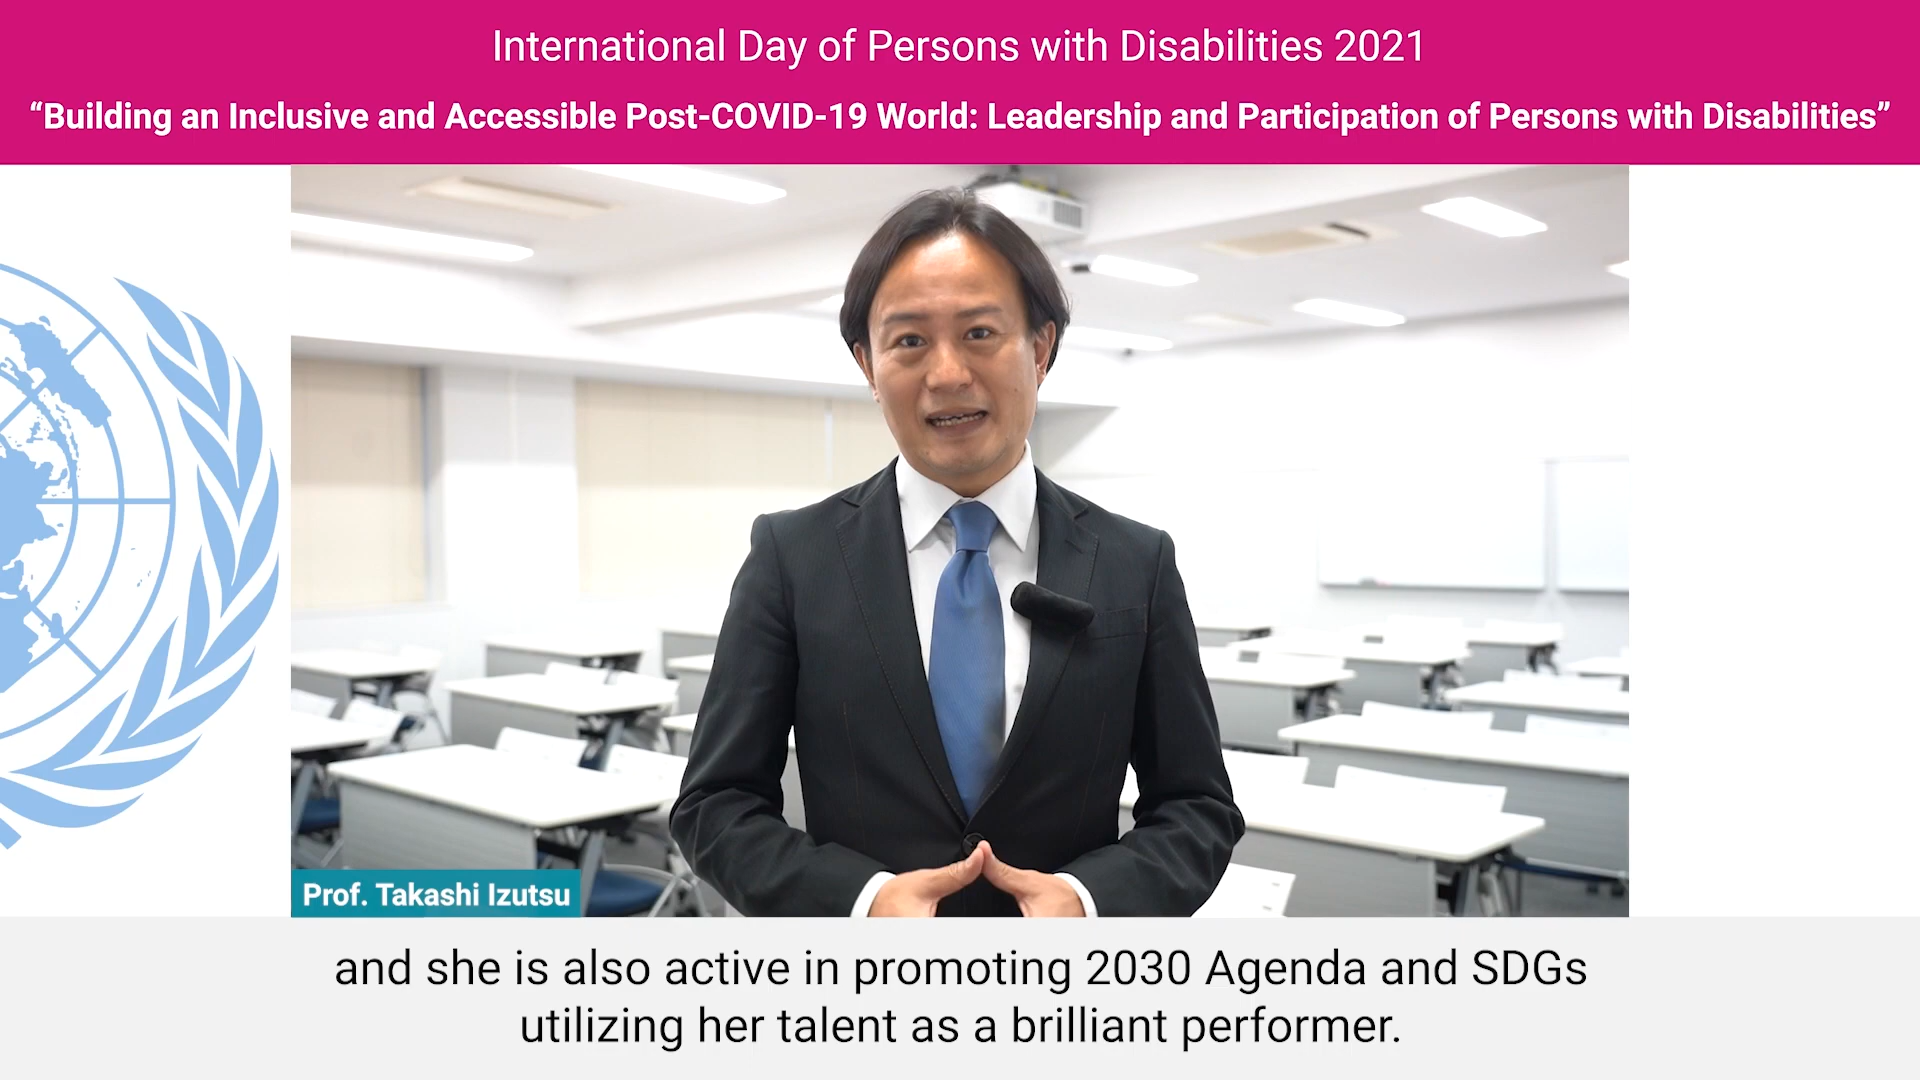 International Day of Persons with Disabilities 2021
“Building an Inclusive and Accessible Post-COVID-19 World: Leadership and Participation of Persons with Disabilities”
Prof. Takashi Izutsu
and she is also active in promoting 2030 Agenda and SDGs
utilizing her talent as a brilliant performer.